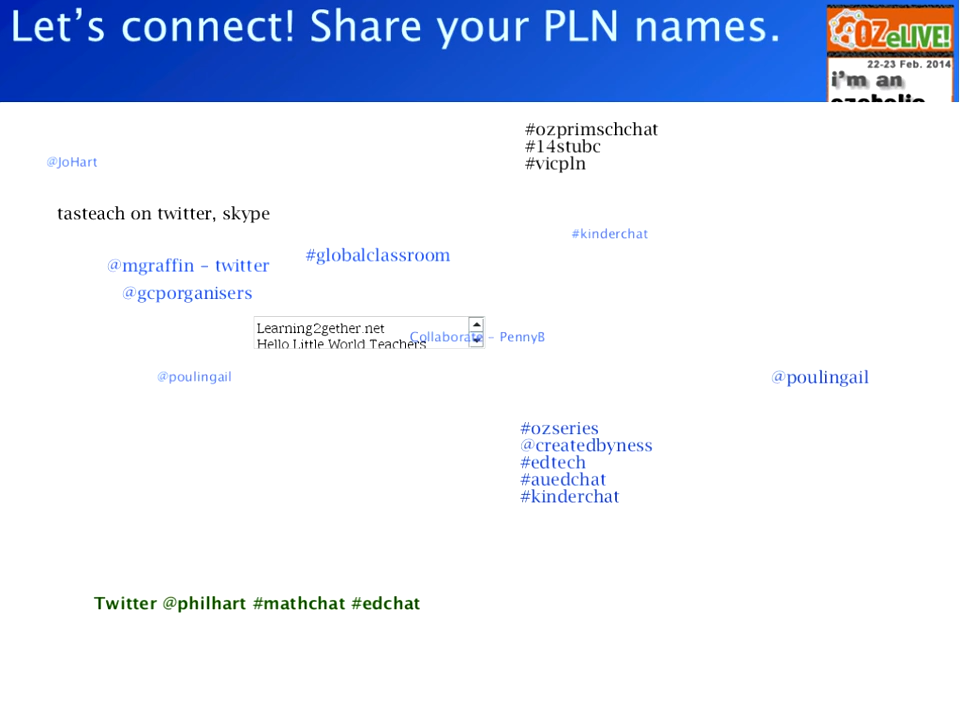 Let's connect! Share your PLN names.
OZeLIVE!
22-23 Feb. 2014
i'm an
#ozprimschchat
#14stubc
#vicpln
@JoHart
tasteach on twitter, skype
#kinderchat
#globalclassroom
@mgraffin – twitter
@gcporganisers
Learning2gether.net
Hello Little World Teachers
Collaborate – PennyB
@poulingail
@poulingail
#ozseries
@createdbyness
#edtech
#auedchat
#kinderchat
Twitter @philhart #mathchat #edchat